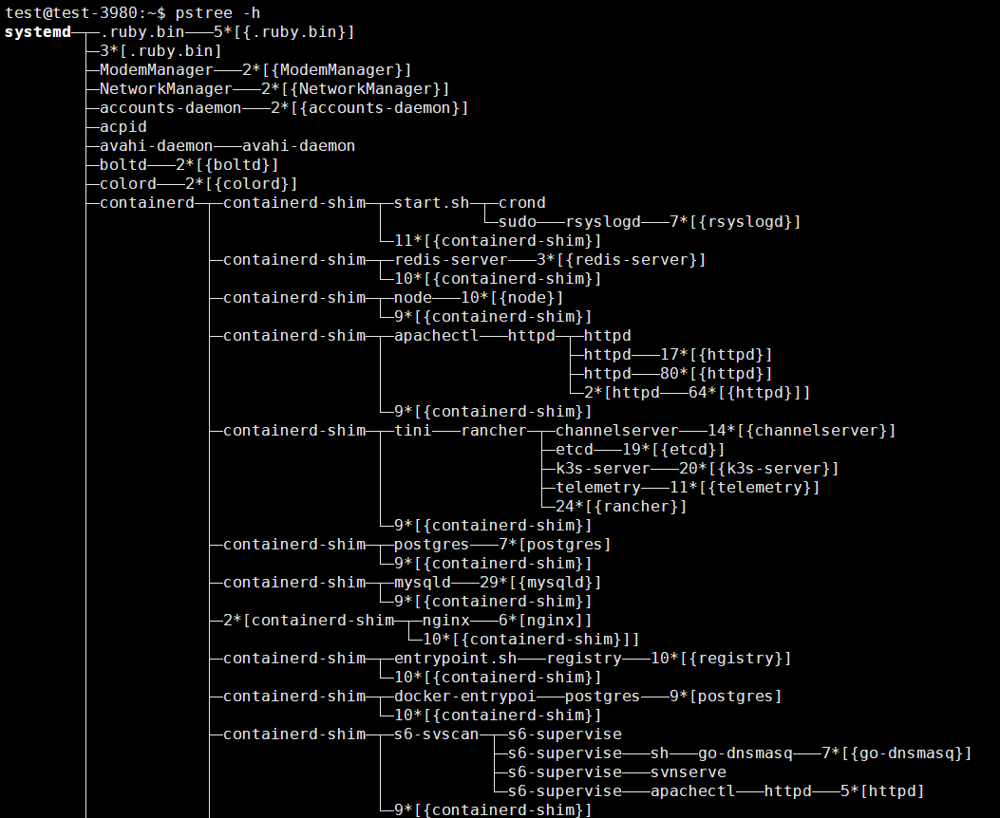 test@test-3980:~$ pstree -h
systemd─┬─.ruby.bin───5*[{.ruby.bin}]
        ├─3*[.ruby.bin]
        ├─ModemManager───2*[{ModemManager}]
        ├─NetworkManager───2*[{NetworkManager}]
        ├─accounts-daemon───2*[{accounts-daemon}]
        ├─acpid
        ├─avahi-daemon───avahi-daemon
        ├─boltd───2*[{boltd}]
        ├─colord───2*[{colord}]
        ├─containerd─┬─containerd-shim─┬─start.sh─┬─crond
        │            │                 │          └─sudo───rsyslogd───7*[{rsyslogd}]
        │            │                 └─11*[{containerd-shim}]
        │            ├─containerd-shim─┬─redis-server───3*[{redis-server}]
        │            │                 └─10*[{containerd-shim}]
        │            ├─containerd-shim─┬─node───10*[{node}]
        │            │                 └─9*[{containerd-shim}]
        │            ├─containerd-shim─┬─apachectl───httpd─┬─httpd
        │            │                 │                   ├─httpd───17*[{httpd}]
        │            │                 │                   ├─httpd───80*[{httpd}]
        │            │                 │                   └─2*[httpd───64*[{httpd}]]
        │            │                 └─9*[{containerd-shim}]
        │            ├─containerd-shim─┬─tini───rancher─┬─channelserver───14*[{channelserver}]
        │            │                 │                ├─etcd───19*[{etcd}]
        │            │                 │                ├─k3s-server───20*[{k3s-server}]
        │            │                 │                ├─telemetry───11*[{telemetry}]
        │            │                 │                └─24*[{rancher}]
        │            │                 └─9*[{containerd-shim}]
        │            ├─containerd-shim─┬─postgres───7*[postgres]
        │            │                 └─9*[{containerd-shim}]
        │            ├─containerd-shim─┬─mysqld───29*[{mysqld}]
        │            │                 └─9*[{containerd-shim}]
        │            ├─2*[containerd-shim─┬─nginx───6*[nginx]]
        │            │                    └─10*[{containerd-shim}]]
        │            ├─containerd-shim─┬─entrypoint.sh───registry───10*[{registry}]
        │            │                 └─10*[{containerd-shim}]
        │            ├─containerd-shim─┬─docker-entrypoi───postgres───9*[postgres]
        │            │                 └─10*[{containerd-shim}]
        │            ├─containerd-shim─┬─s6-svscan─┬─s6-supervise
        │            │                 │           ├─s6-supervise───sh───go-dnsmasq───7*[{go-dnsmasq}]
        │            │                 │           ├─s6-supervise───svnserve
        │            │                 │           └─s6-supervise───apachectl───httpd───5*[httpd]
        │            │                 └─9*[{containerd-shim}]